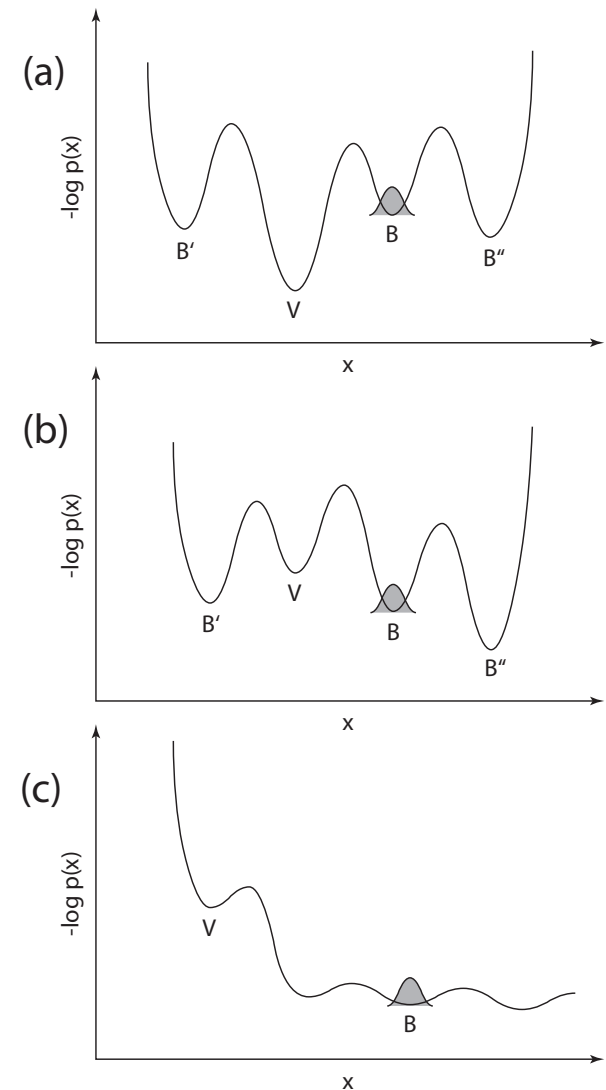 (a)
-log p(x)
B‘
V
B
B“
x
(b)
-log p(x)
B‘
V
B
B“
x
(c)
-log p(x)
V
B
x